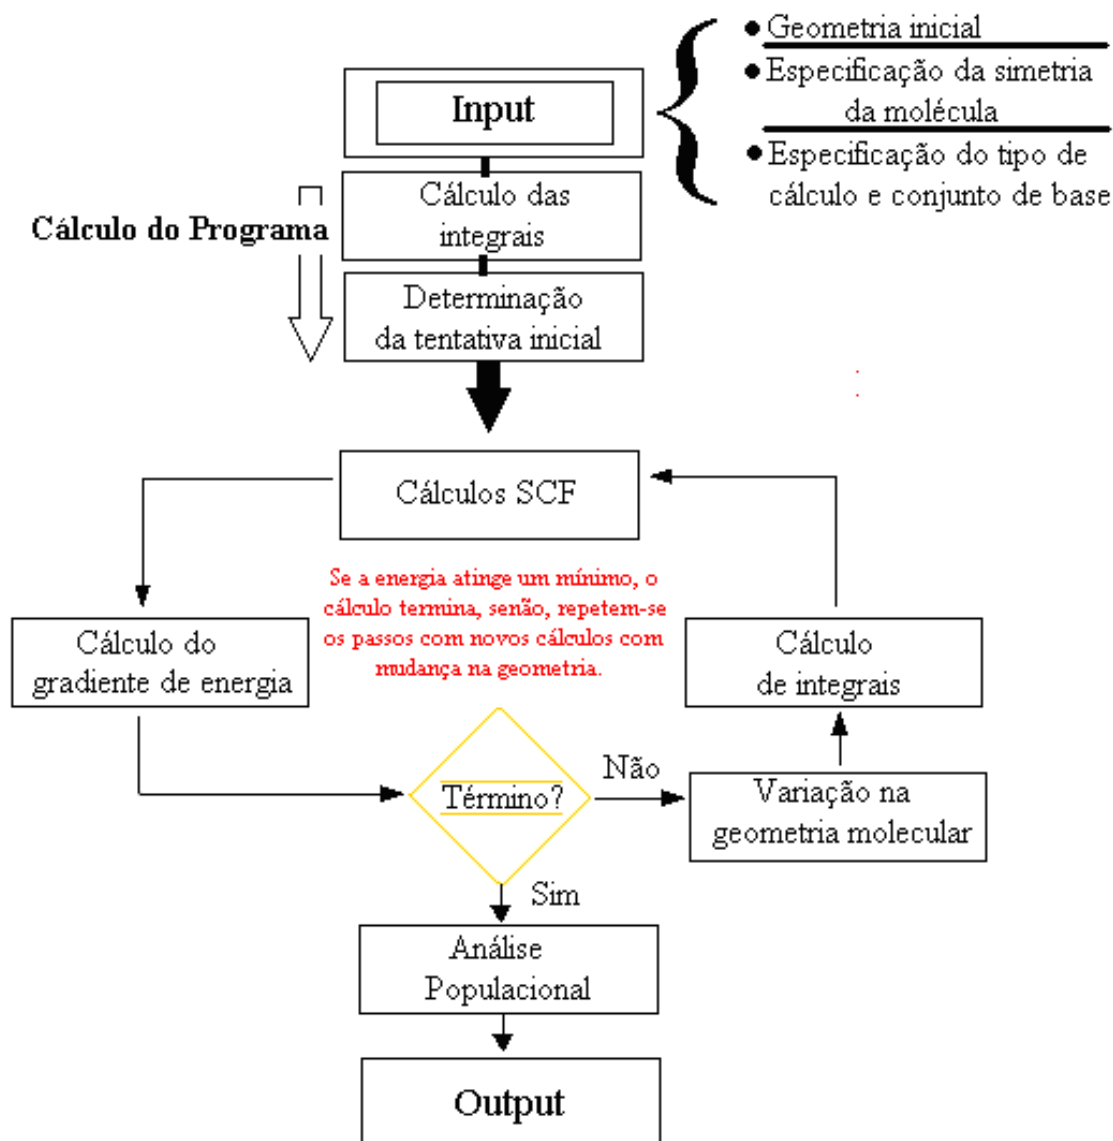 Input
Geometria inicial
Especificação da simetria
da molécula
Especificação do tipo de
cálculo e conjunto de base
Cálculo do Programa
Cálculo das
integrais
Determinação
da tentativa inicial
Cálculos SCF
Se a energia atinge um mínimo, o
cálculo termina, senão, repetem-se
os passos com novos cálculos com
mudança na geometria.
Cálculo do
gradiente de energia
Cálculo
de integrais
Término?
Não
Variação na
geometria molecular
Sim
Análise
Populacional
Output